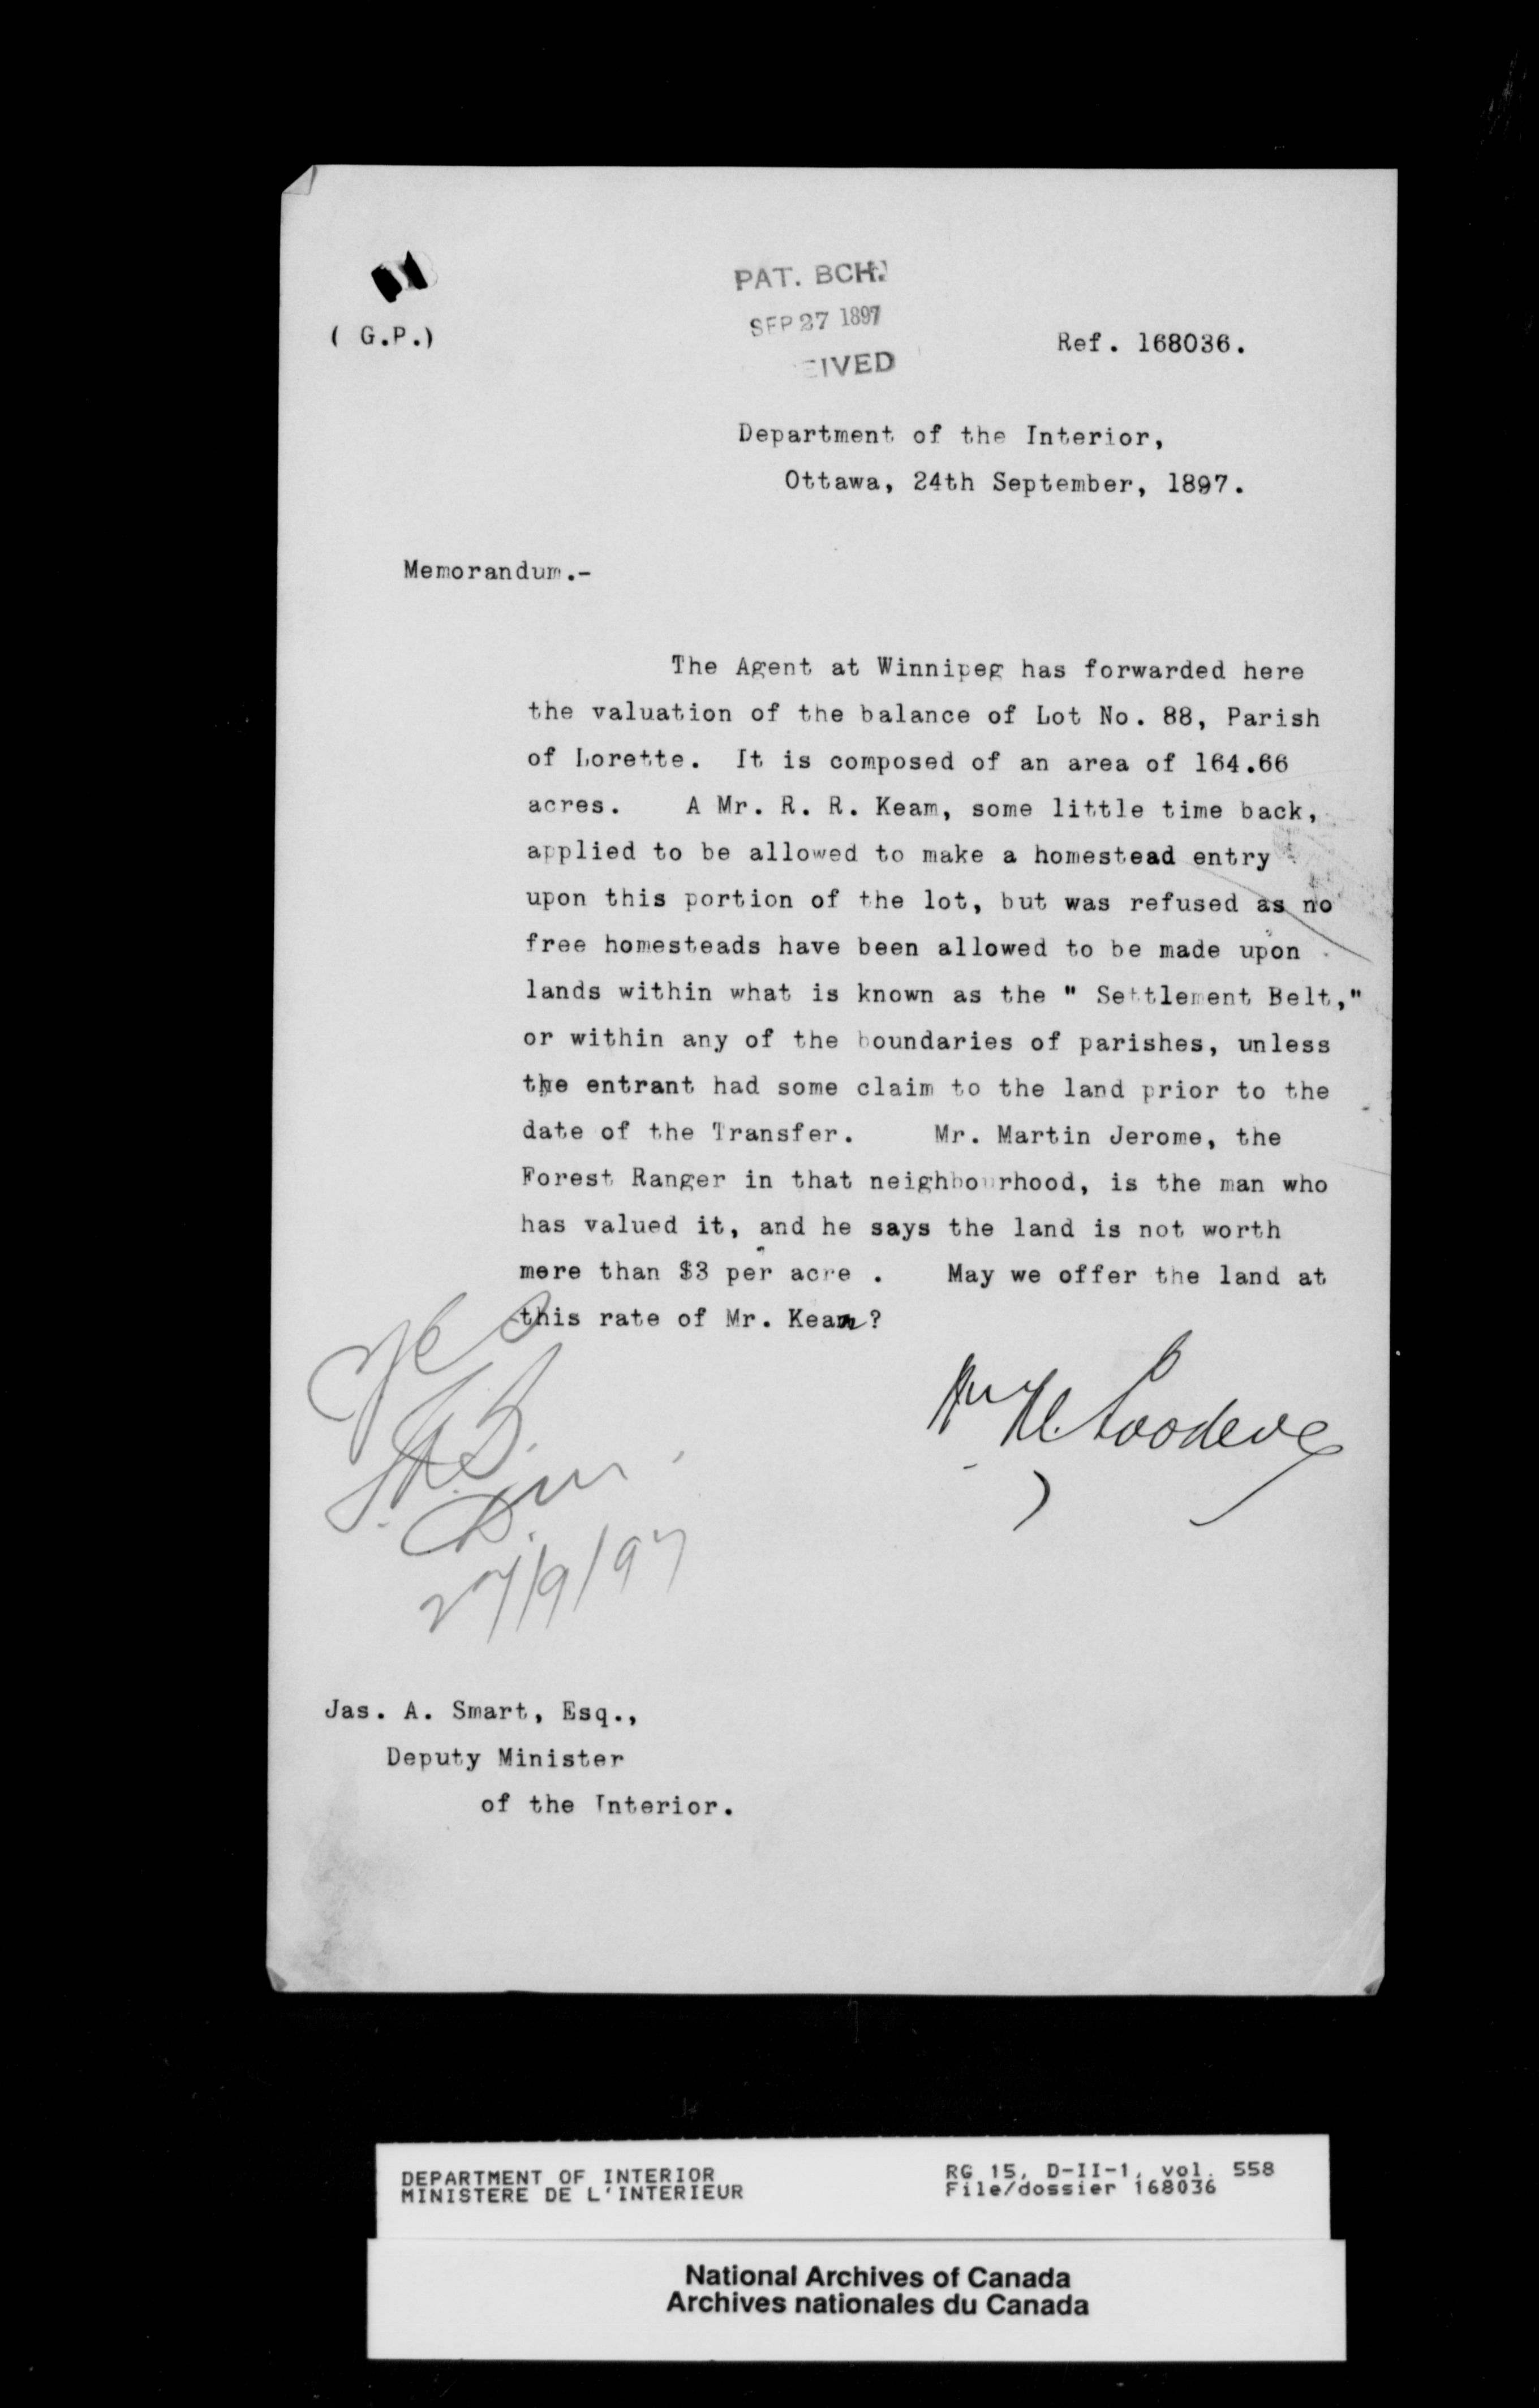 PAT. BCH.
SEP 27 1897
EIVED
( G.P.)
Ref. 168036.
Department of the Interior,
Ottawa, 24th September, 1897.
Memorandum.-
The Agent at Winnipeg has forwarded here
the valuation of the balance of Lot No. 88, Parish
of Lorette. It is composed of an area of 164.66
acres. A Mr. R. R. Keam, some little time back,
applied to be allowed to make a homestead entry
upon this portion of the lot, but was refused as no
free homesteads have been allowed to be made upon
lands within what is known as the " Settlement Belt,"
or within any of the boundaries of parishes, unless
the entrant had some claim to the land prior to the
date of the Transfer. Mr. Martin Jerome, the
Forest Ranger in that neighbourhood, is the man who
has valued it, and he says the land is not worth
more than $3 per acre . May we offer the land at
this rate of Mr. Keam?
Yes
J.A.S.
D.M.
27/9/97
Jas. A. Smart, Esq.,
Deputy Minister
of the Interior.
DEPARTMENT OF INTERIOR
MINISTERE DE L'INTERIEUR
RG 15, D-II-1, vol. 558
File/dossier 168036
National Archives of Canada
Archives nationales du Canada